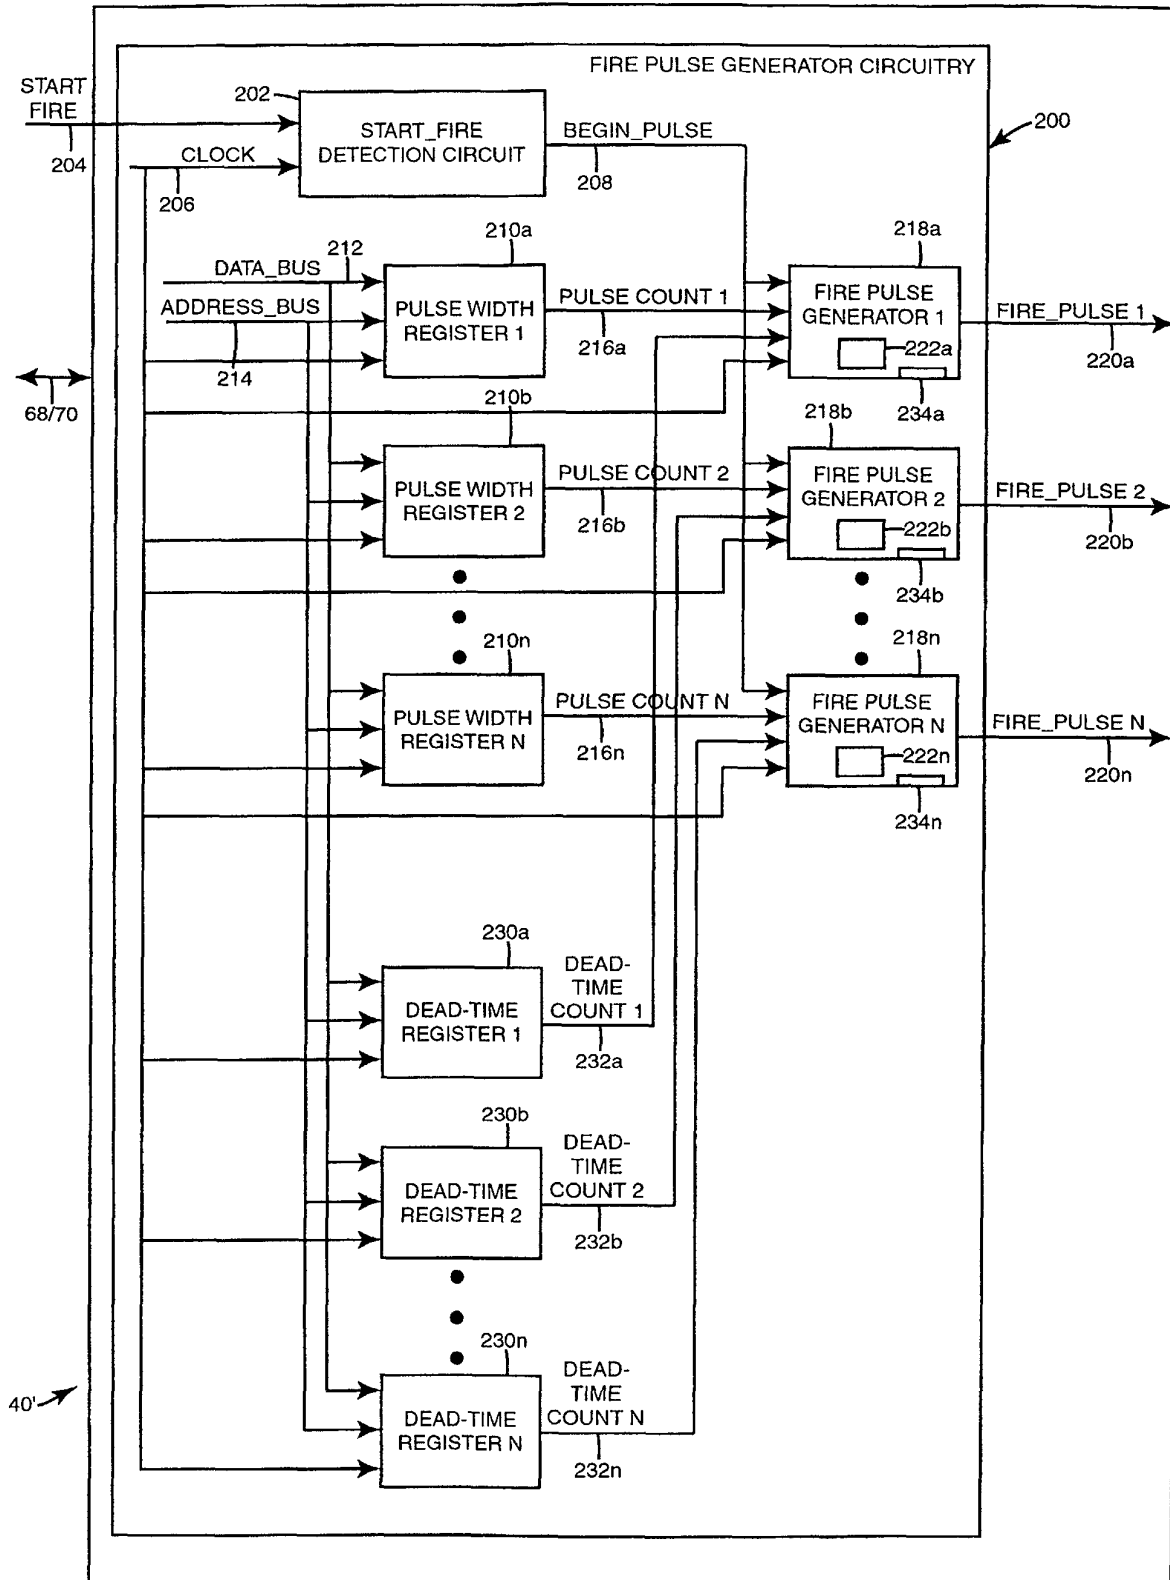 FIRE PULSE GENERATOR CIRCUITRY
START
FIRE
204
202
START_FIRE
DETECTION CIRCUIT
CLOCK
206
BEGIN_PULSE
208
200
212
DATA_BUS
ADDRESS_BUS
214
210a
PULSE WIDTH
REGISTER 1
PULSE COUNT 1
216a
218a
FIRE PULSE
GENERATOR 1
222a
234a
FIRE_PULSE 1
220a
68/70
210b
PULSE WIDTH
REGISTER 2
PULSE COUNT 2
216b
218b
FIRE PULSE
GENERATOR 2
222b
234b
FIRE_PULSE 2
220b
210n
PULSE WIDTH
REGISTER N
PULSE COUNT N
216n
218n
FIRE PULSE
GENERATOR N
222n
234n
FIRE_PULSE N
220n
230a
DEAD-TIME
REGISTER 1
DEAD-
TIME
COUNT 1
232a
230b
DEAD-TIME
REGISTER 2
DEAD-
TIME
COUNT 2
232b
230n
DEAD-TIME
REGISTER N
DEAD-
TIME
COUNT N
232n
40'